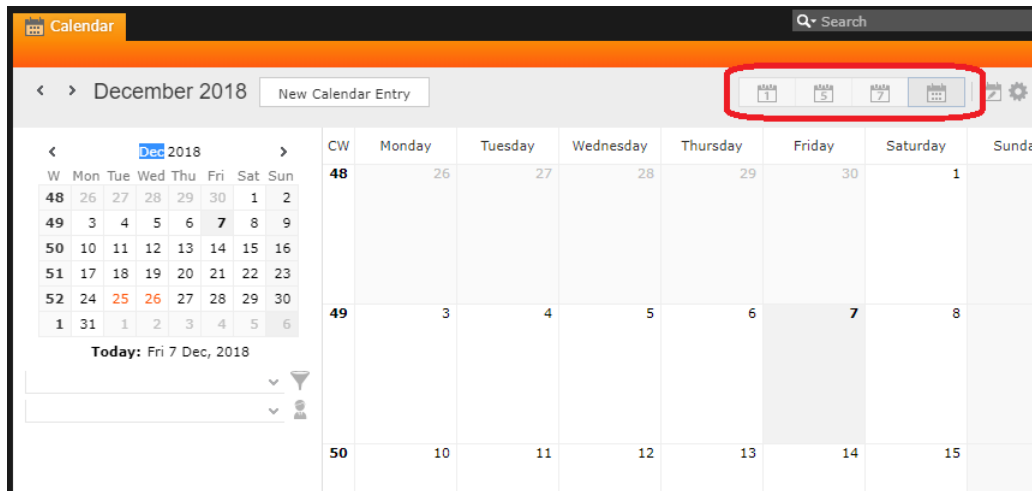 Calendar
Search
December 2018
New Calendar Entry
1 5 7
Dec 2018
W Mon Tue Wed Thu Fri Sat Sun
48 26 27 28 29 30 1 2
49 3 4 5 6 7 8 9
50 10 11 12 13 14 15 16
51 17 18 19 20 21 22 23
52 24 25 26 27 28 29 30
1 31 1 2 3 4 5 6
Today: Fri 7 Dec, 2018
CW Monday Tuesday Wednesday Thursday Friday Saturday Sunda
48 26 27 28 29 30 1
49 3 4 5 6 7 8
50 10 11 12 13 14 15